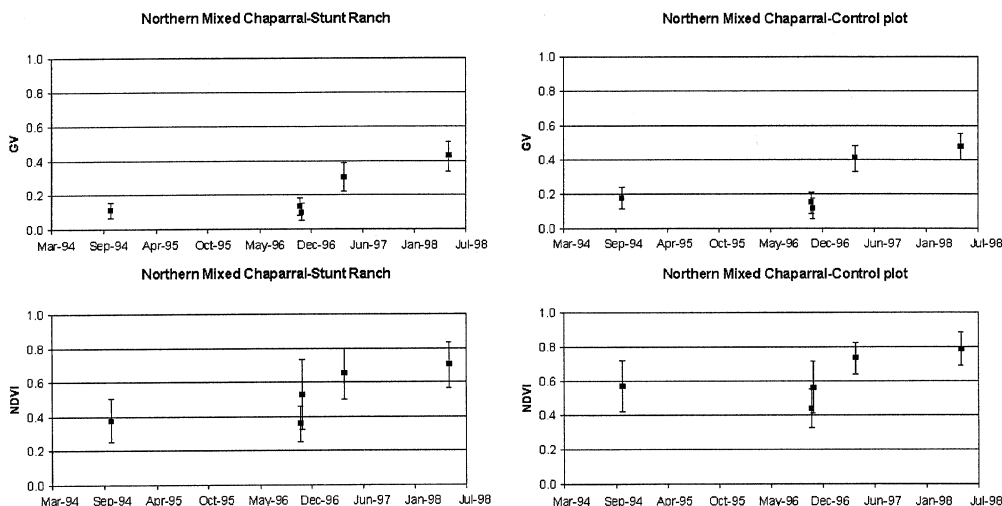 Northern Mixed Chaparral-Stunt Ranch
1.0
0.8
0.6
0.4
0.2
0.0
GV
Mar-94 Sep-94 Apr-95 Oct-95 May-96 Dec-96 Jun-97 Jan-98 Jul-98
Northern Mixed Chaparral-Control plot
1.0
0.8
0.6
0.4
0.2
0.0
GV
Mar-94 Sep-94 Apr-95 Oct-95 May-96 Dec-96 Jun-97 Jan-98 Jul-98
Northern Mixed Chaparral-Stunt Ranch
1.0
0.8
0.6
0.4
0.2
0.0
NDVI
Mar-94 Sep-94 Apr-95 Oct-95 May-96 Dec-96 Jun-97 Jan-98 Jul-98
Northern Mixed Chaparral-Control plot
1.0
0.8
0.6
0.4
0.2
0.0
NDVI
Mar-94 Sep-94 Apr-95 Oct-95 May-96 Dec-96 Jun-97 Jan-98 Jul-98